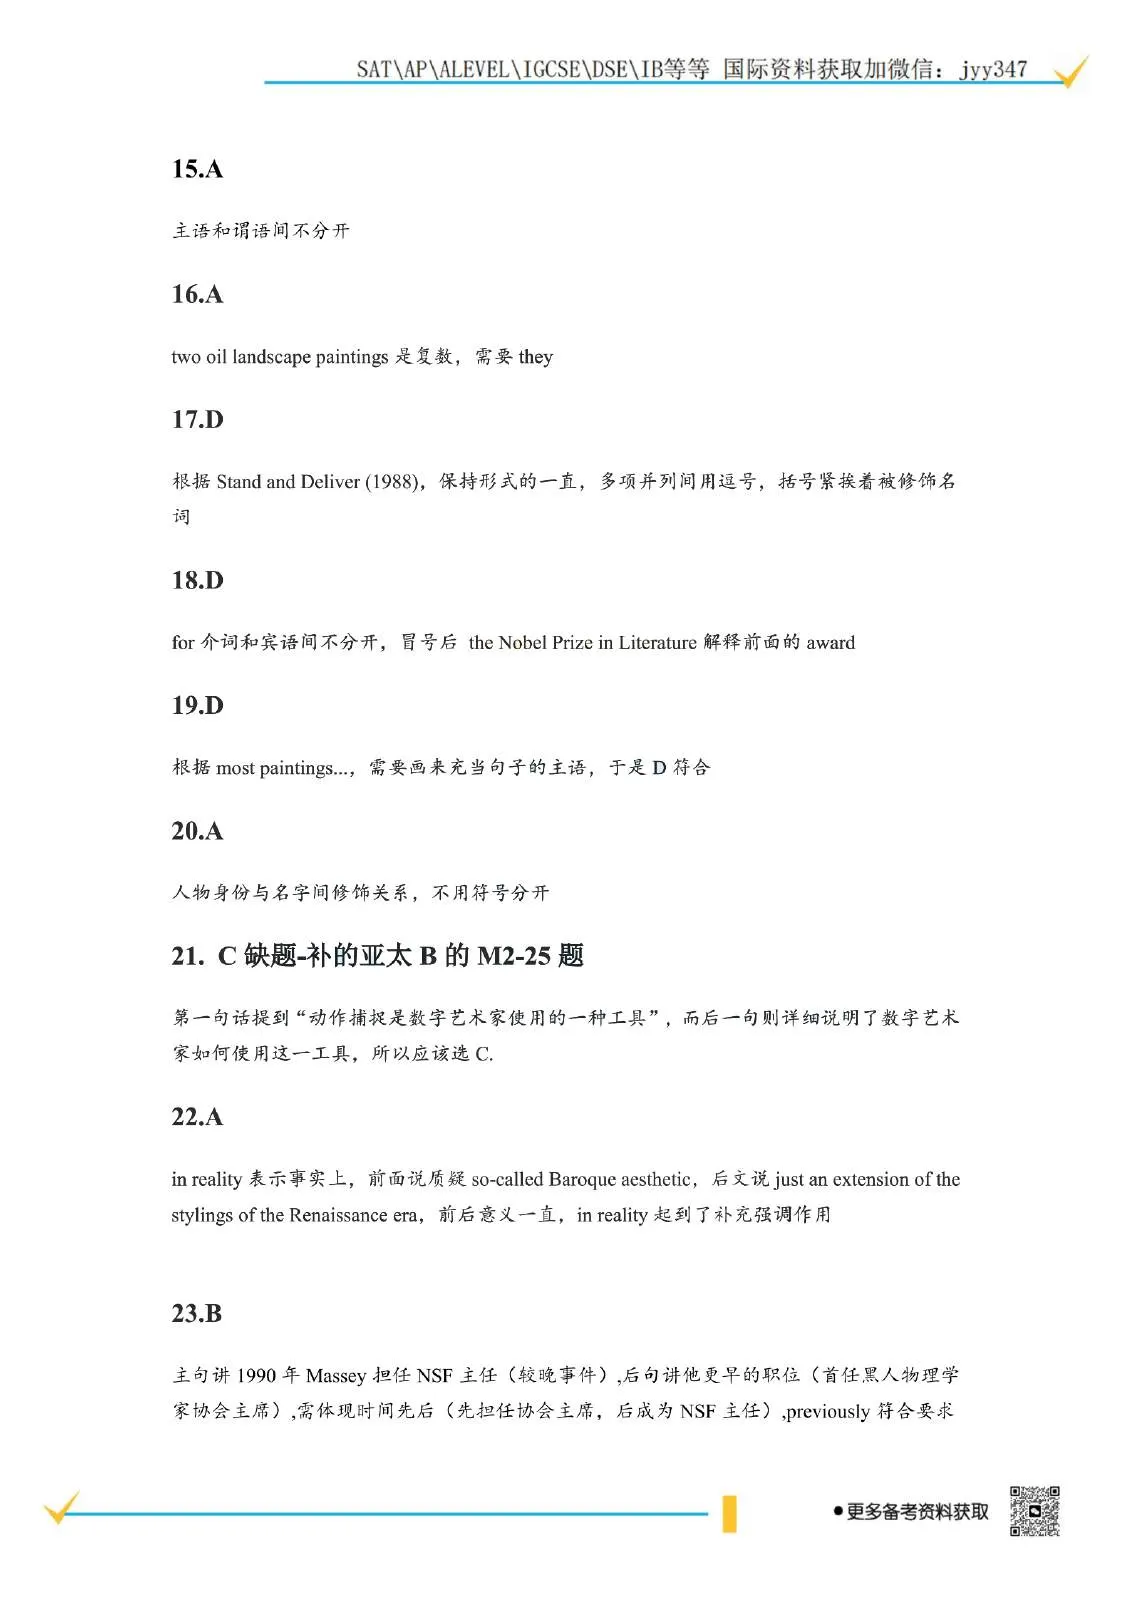 SAT\AP\ALEVEL\IGCSE\DSE\IB等等 国际资料获取加微信：jyy347
15.A
主语和谓语间不分开
16.A
two oil landscape paintings 是复数，需要 they
17.D
根据 Stand and Deliver (1988)，保持形式的一直，多项并列间用逗号，括号紧挨着被修饰名
词
18.D
for 介词和宾语间不分开，冒号后 the Nobel Prize in Literature 解释前面的 award
19.D
根据 most paintings...，需要画来充当句子的主语，于是 D 符合
20.A
人物身份与名字间修饰关系，不用符号分开
21. C 缺题-补的亚太 B 的 M2-25 题
第一句话提到“动作捕捉是数字艺术家使用的一种工具”，而后一句则详细说明了数字艺术
家如何使用这一工具，所以应该选 C.
22.A
in reality 表示事实上，前面说质疑 so-called Baroque aesthetic，后文说 just an extension of the
stylings of the Renaissance era，前后意义一直，in reality 起到了补充强调作用
23.B
主句讲 1990 年 Massey 担任 NSF 主任（较晚事件）,后句讲他更早的职位（首任黑人物理学
家协会主席）,需体现时间先后（先担任协会主席，后成为 NSF 主任）,previously 符合要求
●更多备考资料获取